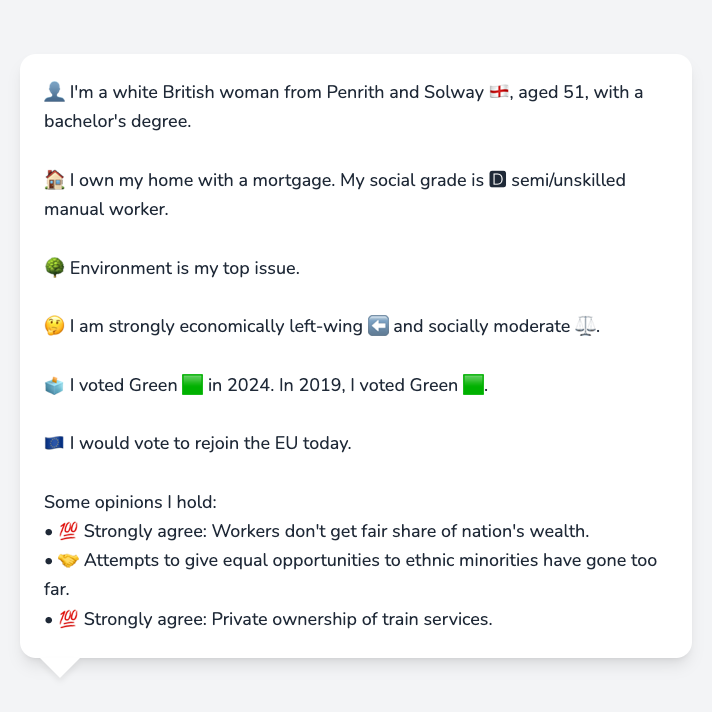 👤 I'm a white British woman from Penrith and Solway 🏴󠁧󠁢󠁥󠁮󠁧󠁿, aged 51, with a
bachelor's degree.
🏠 I own my home with a mortgage. My social grade is 🅳 semi/unskilled
manual worker.
🌳 Environment is my top issue.
🤔 I am strongly economically left-wing ⬅️ and socially moderate ⚖️.
🗳️ I voted Green 🟩 in 2024. In 2019, I voted Green 🟩.
🇪🇺 I would vote to rejoin the EU today.
Some opinions I hold:
• 💯 Strongly agree: Workers don't get fair share of nation's wealth.
• 🤝 Attempts to give equal opportunities to ethnic minorities have gone too
far.
• 💯 Strongly agree: Private ownership of train services.